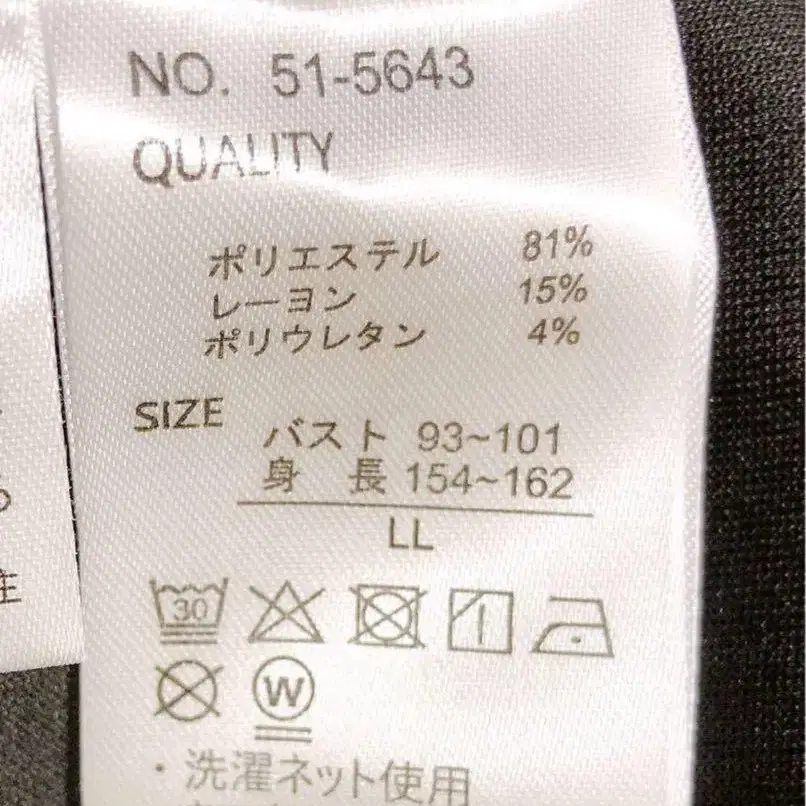 NO. 51-5643
QUALITY
ポリエステル 81%
レーヨン 15%
ポリウレタン 4%
SIZE
バスト 93~101
身 長 154~162
LL
30
W
・洗濯ネット使用